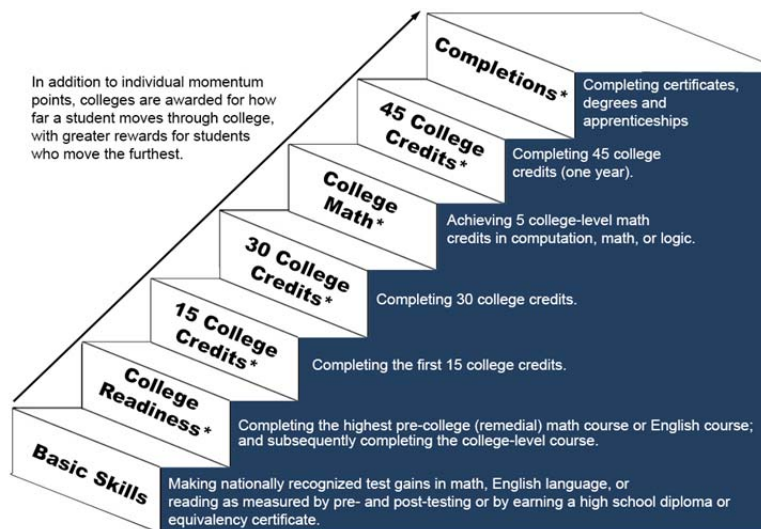 In addition to individual momentum
points, colleges are awarded for how
far a student moves through college,
with greater rewards for students
who move the furthest.
Completions*
Completing certificates,
degrees and
apprenticeships
45 College
Credits*
Completing 45 college
credits (one year).
College
Math*
Achieving 5 college-level math
credits in computation, math, or logic.
30 College
Credits*
Completing 30 college credits.
15 College
Credits*
Completing the first 15 college credits.
College
Readiness*
Completing the highest pre-college (remedial) math course or English course;
and subsequently completing the college-level course.
Basic Skills
Making nationally recognized test gains in math, English language, or
reading as measured by pre- and post-testing or by earning a high school diploma or
equivalency certificate.